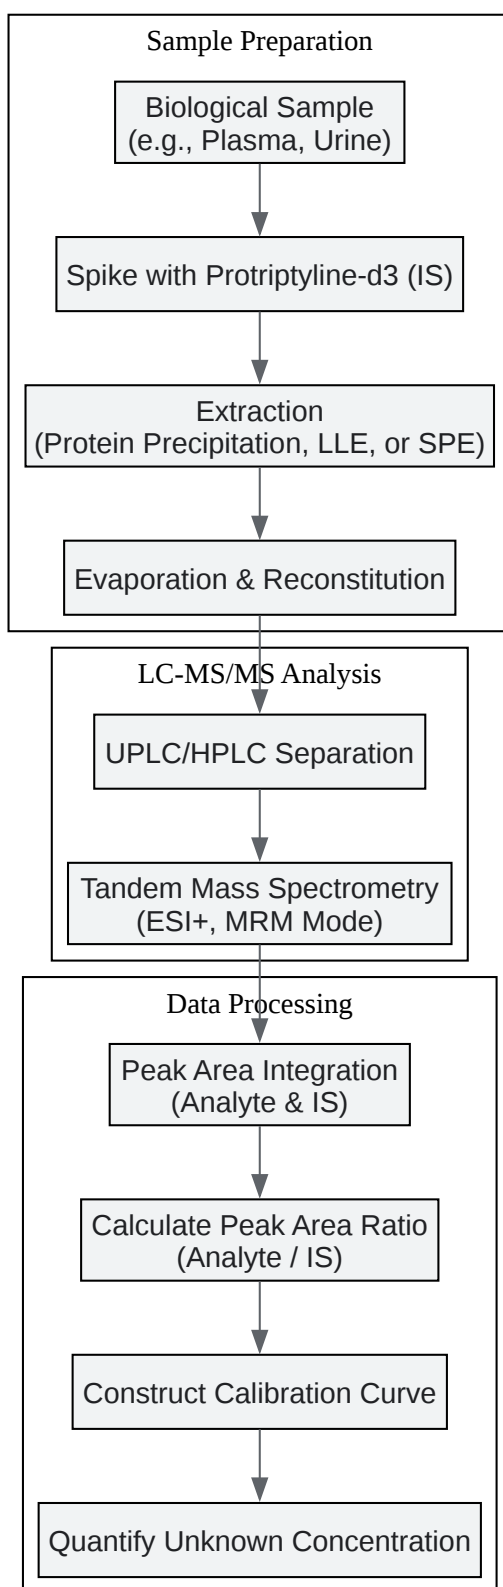 Sample Preparation
Biological Sample
(e.g., Plasma, Urine)
Spike with Protriptyline-d3 (IS)
Extraction
(Protein Precipitation, LLE, or SPE)
Evaporation & Reconstitution
LC-MS/MS Analysis
UPLC/HPLC Separation
Tandem Mass Spectrometry
(ESI+, MRM Mode)
Data Processing
Peak Area Integration
(Analyte & IS)
Calculate Peak Area Ratio
(Analyte / IS)
Construct Calibration Curve
Quantify Unknown Concentration